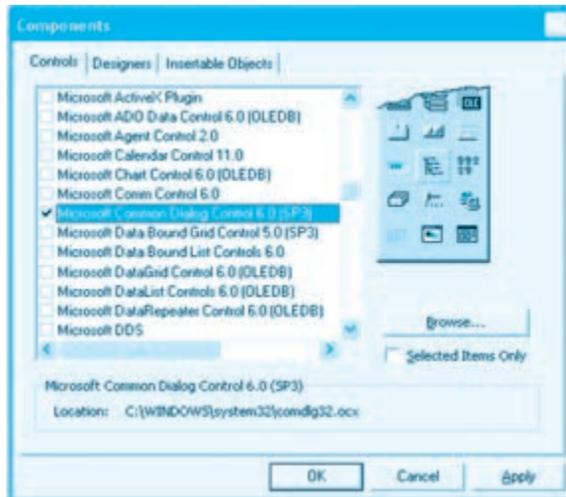 Components
Controls
Designers
Insertable Objects
Microsoft ActiveX Plugin
Microsoft ADO Data Control 6.0 (OLEDB)
Microsoft Agent Control 2.0
Microsoft Calendar Control 11.0
Microsoft Chart Control 6.0 (OLEDB)
Microsoft Comm Control 6.0
Microsoft Common Dialog Control 6.0 (SP3)
Microsoft Data Bound Grid Control 5.0 (SP3)
Microsoft Data Bound List Controls 6.0
Microsoft DataGrid Control 6.0 (OLEDB)
Microsoft DataList Controls 6.0 (OLEDB)
Microsoft DataRepeater Control 6.0 (OLEDB)
Microsoft DDS
OLE
Browse...
Selected Items Only
Microsoft Common Dialog Control 6.0 (SP3)
Location: C:\WINDOWS\system32\comdlg32.ocx
OK
Cancel
Apply